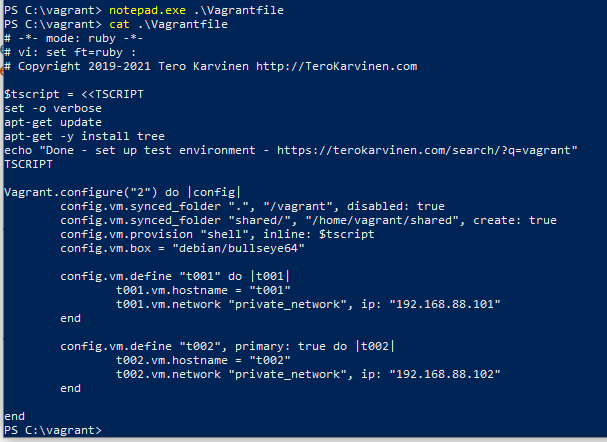 PS C:\vagrant> notepad.exe .\Vagrantfile
PS C:\vagrant> cat .\Vagrantfile
# -*- mode: ruby -*-
# vi: set ft=ruby :
# Copyright 2019-2021 Tero Karvinen http://TeroKarvinen.com

$tscript = <<TSCRIPT
set -o verbose
apt-get update
apt-get -y install tree
echo "Done - set up test environment - https://terokarvinen.com/search/?q=vagrant"
TSCRIPT

Vagrant.configure("2") do |config|
        config.vm.synced_folder ".", "/vagrant", disabled: true
        config.vm.synced_folder "shared/", "/home/vagrant/shared", create: true
        config.vm.provision "shell", inline: $tscript
        config.vm.box = "debian/bullseye64"

        config.vm.define "t001" do |t001|
                t001.vm.hostname = "t001"
                t001.vm.network "private_network", ip: "192.168.88.101"
        end

        config.vm.define "t002", primary: true do |t002|
                t002.vm.hostname = "t002"
                t002.vm.network "private_network", ip: "192.168.88.102"
        end

end
PS C:\vagrant>